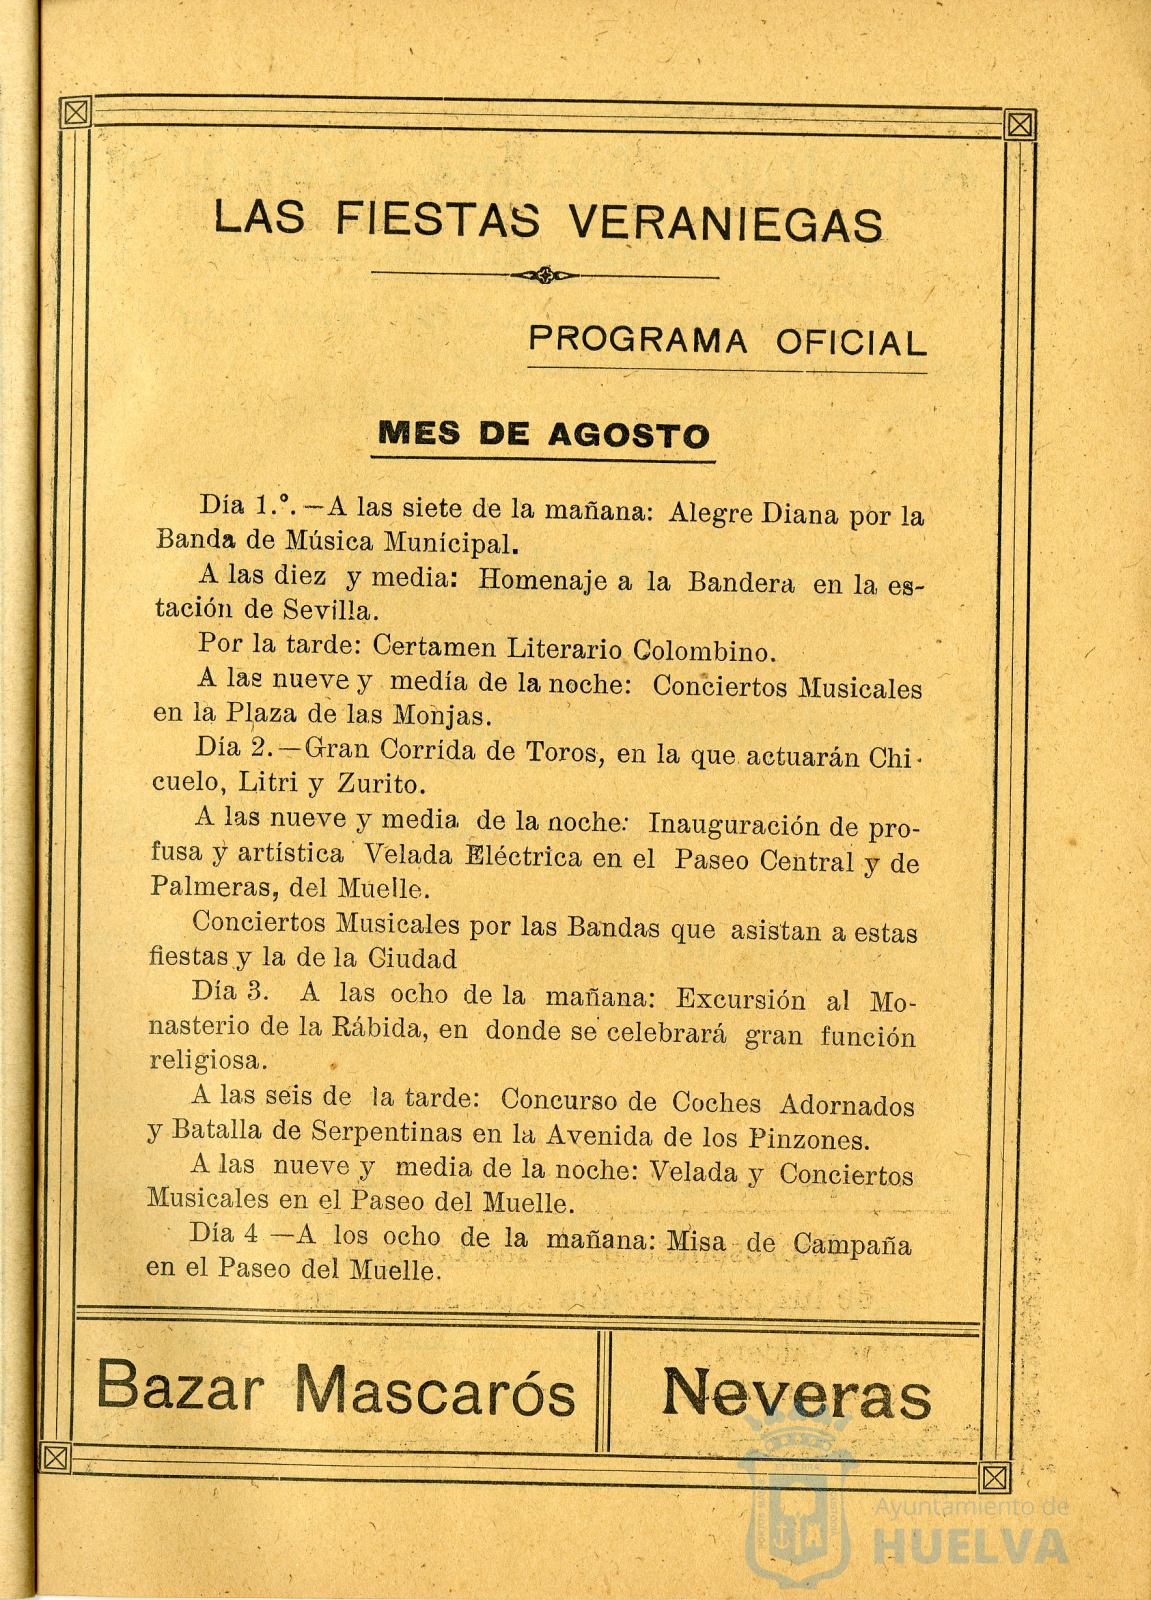 LAS FIESTAS VERANIEGAS
PROGRAMA OFICIAL
MES DE AGOSTO
Día 1.º.—A las siete de la mañana: Alegre Diana por la
Banda de Música Munícipal.
A las diez y media: Homenaje a la Bandera en la es-
tación de Sevilla.
Por la tarde: Certamen Literario Colombino.
A las nueve y medía de la noche: Conciertos Musicales
en la Plaza de las Monjas.
Día 2.—Gran Corrída de Toros, en la que actuarán Chi-
cuelo, Litri y Zurito.
A las nueve y media de la noche: Inauguración de pro-
fusa y artística Velada Eléctrica en el Paseo Central y de
Palmeras, del Muelle.
Conciertos Musicales por las Bandas que asistan a estas
fiestas y la de la Ciudad
Día 3. A las ocho de la mañana: Excursión al Mo-
nasterio de la Rábida, en donde se celebrará gran función
religiosa.
A las seis de la tarde: Concurso de Coches Adornados
y Batalla de Serpentinas en la Avenida de los Pinzones.
A las nueve y media de la noche: Velada y Conciertos
Musicales en el Paseo del Muelle.
Día 4 —A los ocho de la mañana: Misa de Campaña
en el Paseo del Muelle.
Bazar Mascarós
Neveras
Ayuntamiento de
HUELVA